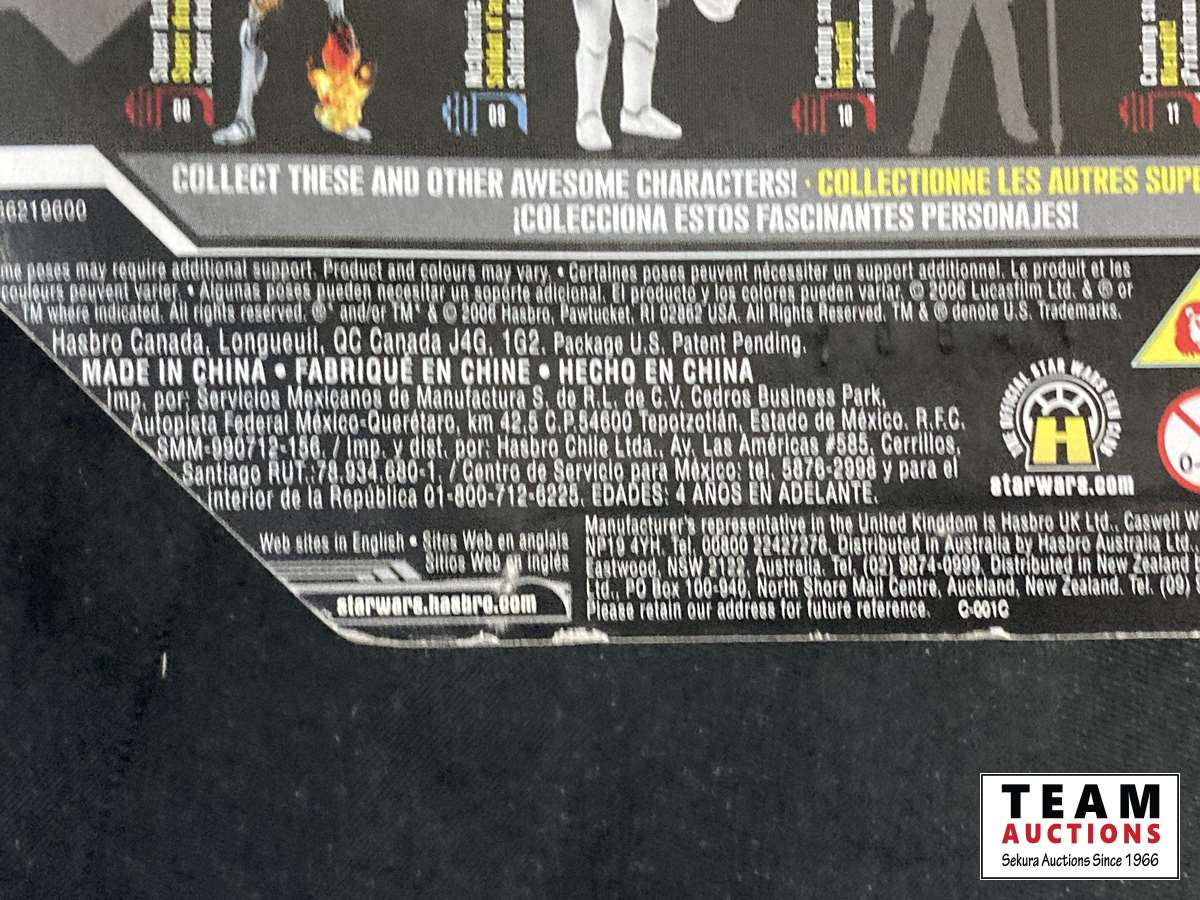 08
09
10
11
COLLECT THESE AND OTHER AWESOME CHARACTERS! · COLLECTIONNE LES AUTRES SUP
¡COLECCIONA ESTOS FASCINANTES PERSONAJES!
66219600
me poses may require additional support. Product and colours may vary. • Certaines poses peuvent nécessiter un support additionnel. Le produit et les
couleurs peuvent varier. • Algunas poses pueden necesitar un soporte adicional. El producto y los colores pueden variar. © 2006 Lucasfilm Ltd. & ® or
TM where indicated. All rights reserved. ®* and/or TM* & © 2006 Hasbro, Pawtucket, RI 02862 USA. All Rights Reserved. TM & ® denote U.S. Trademarks.
Hasbro Canada, Longueuil, QC Canada J4G, 1G2. Package U.S. Patent Pending.
MADE IN CHINA • FABRIQUÉ EN CHINE • HECHO EN CHINA
Imp. por: Servicios Mexicanos de Manufactura S. de R.L. de C.V. Cedros Business Park,
Autopista Federal México-Querétaro, km 42.5 C.P.54600 Tepotzotlán, Estado de México. R.F.C.
SMM-990712-136. / Imp. y dist. por: Hasbro Chile Ltda., Av. Las Américas #585, Cerrillos,
Santiago RUT.78.934.680-1. / Centro de Servicio para México: tel. 5876-2998 y para el
interior de la República 01-800-712-6225. EDADES: 4 AÑOS EN ADELANTE.
THE OFFICIAL STAR WARS FAN CLUB
starwars.com
Web sites in English • Sites Web en anglais
Sitios Web en inglés
starwars.hasbro.com
Manufacturer's representative in the United Kingdom is Hasbro UK Ltd., Caswell W
NP19 4YH. Tel. 00800 22427276. Distributed in Australia by Hasbro Australia Ltd.
Eastwood, NSW 2122, Australia. Tel. (02) 9874-0999. Distributed in New Zealand
Ltd., PO Box 100-940, North Shore Mail Centre, Auckland, New Zealand. Tel. (09)
Please retain our address for future reference. C-001C
0-
TEAM
AUCTIONS
Sekura Auctions Since 1966